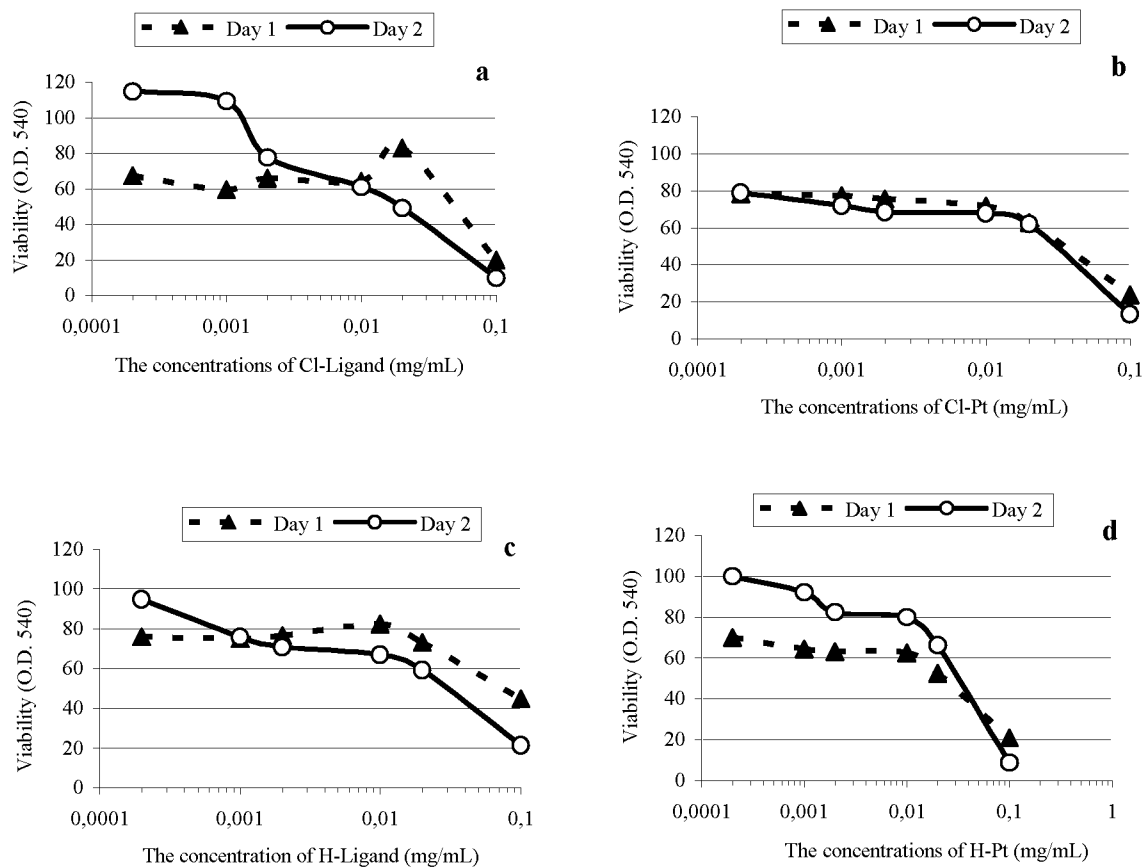 Day 1 Day 2
a
Viability (O.D. 540)
120
100
80
60
40
20
0
0,0001 0,001 0,01 0,1
The concentrations of Cl-Ligand (mg/mL)
Day 1 Day 2
b
Viability (O.D. 540)
120
100
80
60
40
20
0
0,0001 0,001 0,01 0,1
The concentrations of Cl-Pt (mg/mL)
Day 1 Day 2
c
Viability (O.D. 540)
120
100
80
60
40
20
0
0,0001 0,001 0,01 0,1
The concentration of H-Ligand (mg/mL)
Day 1 Day 2
d
Viability (O.D. 540)
120
100
80
60
40
20
0
0,0001 0,001 0,01 0,1 1
The concentrations of H-Pt (mg/mL)